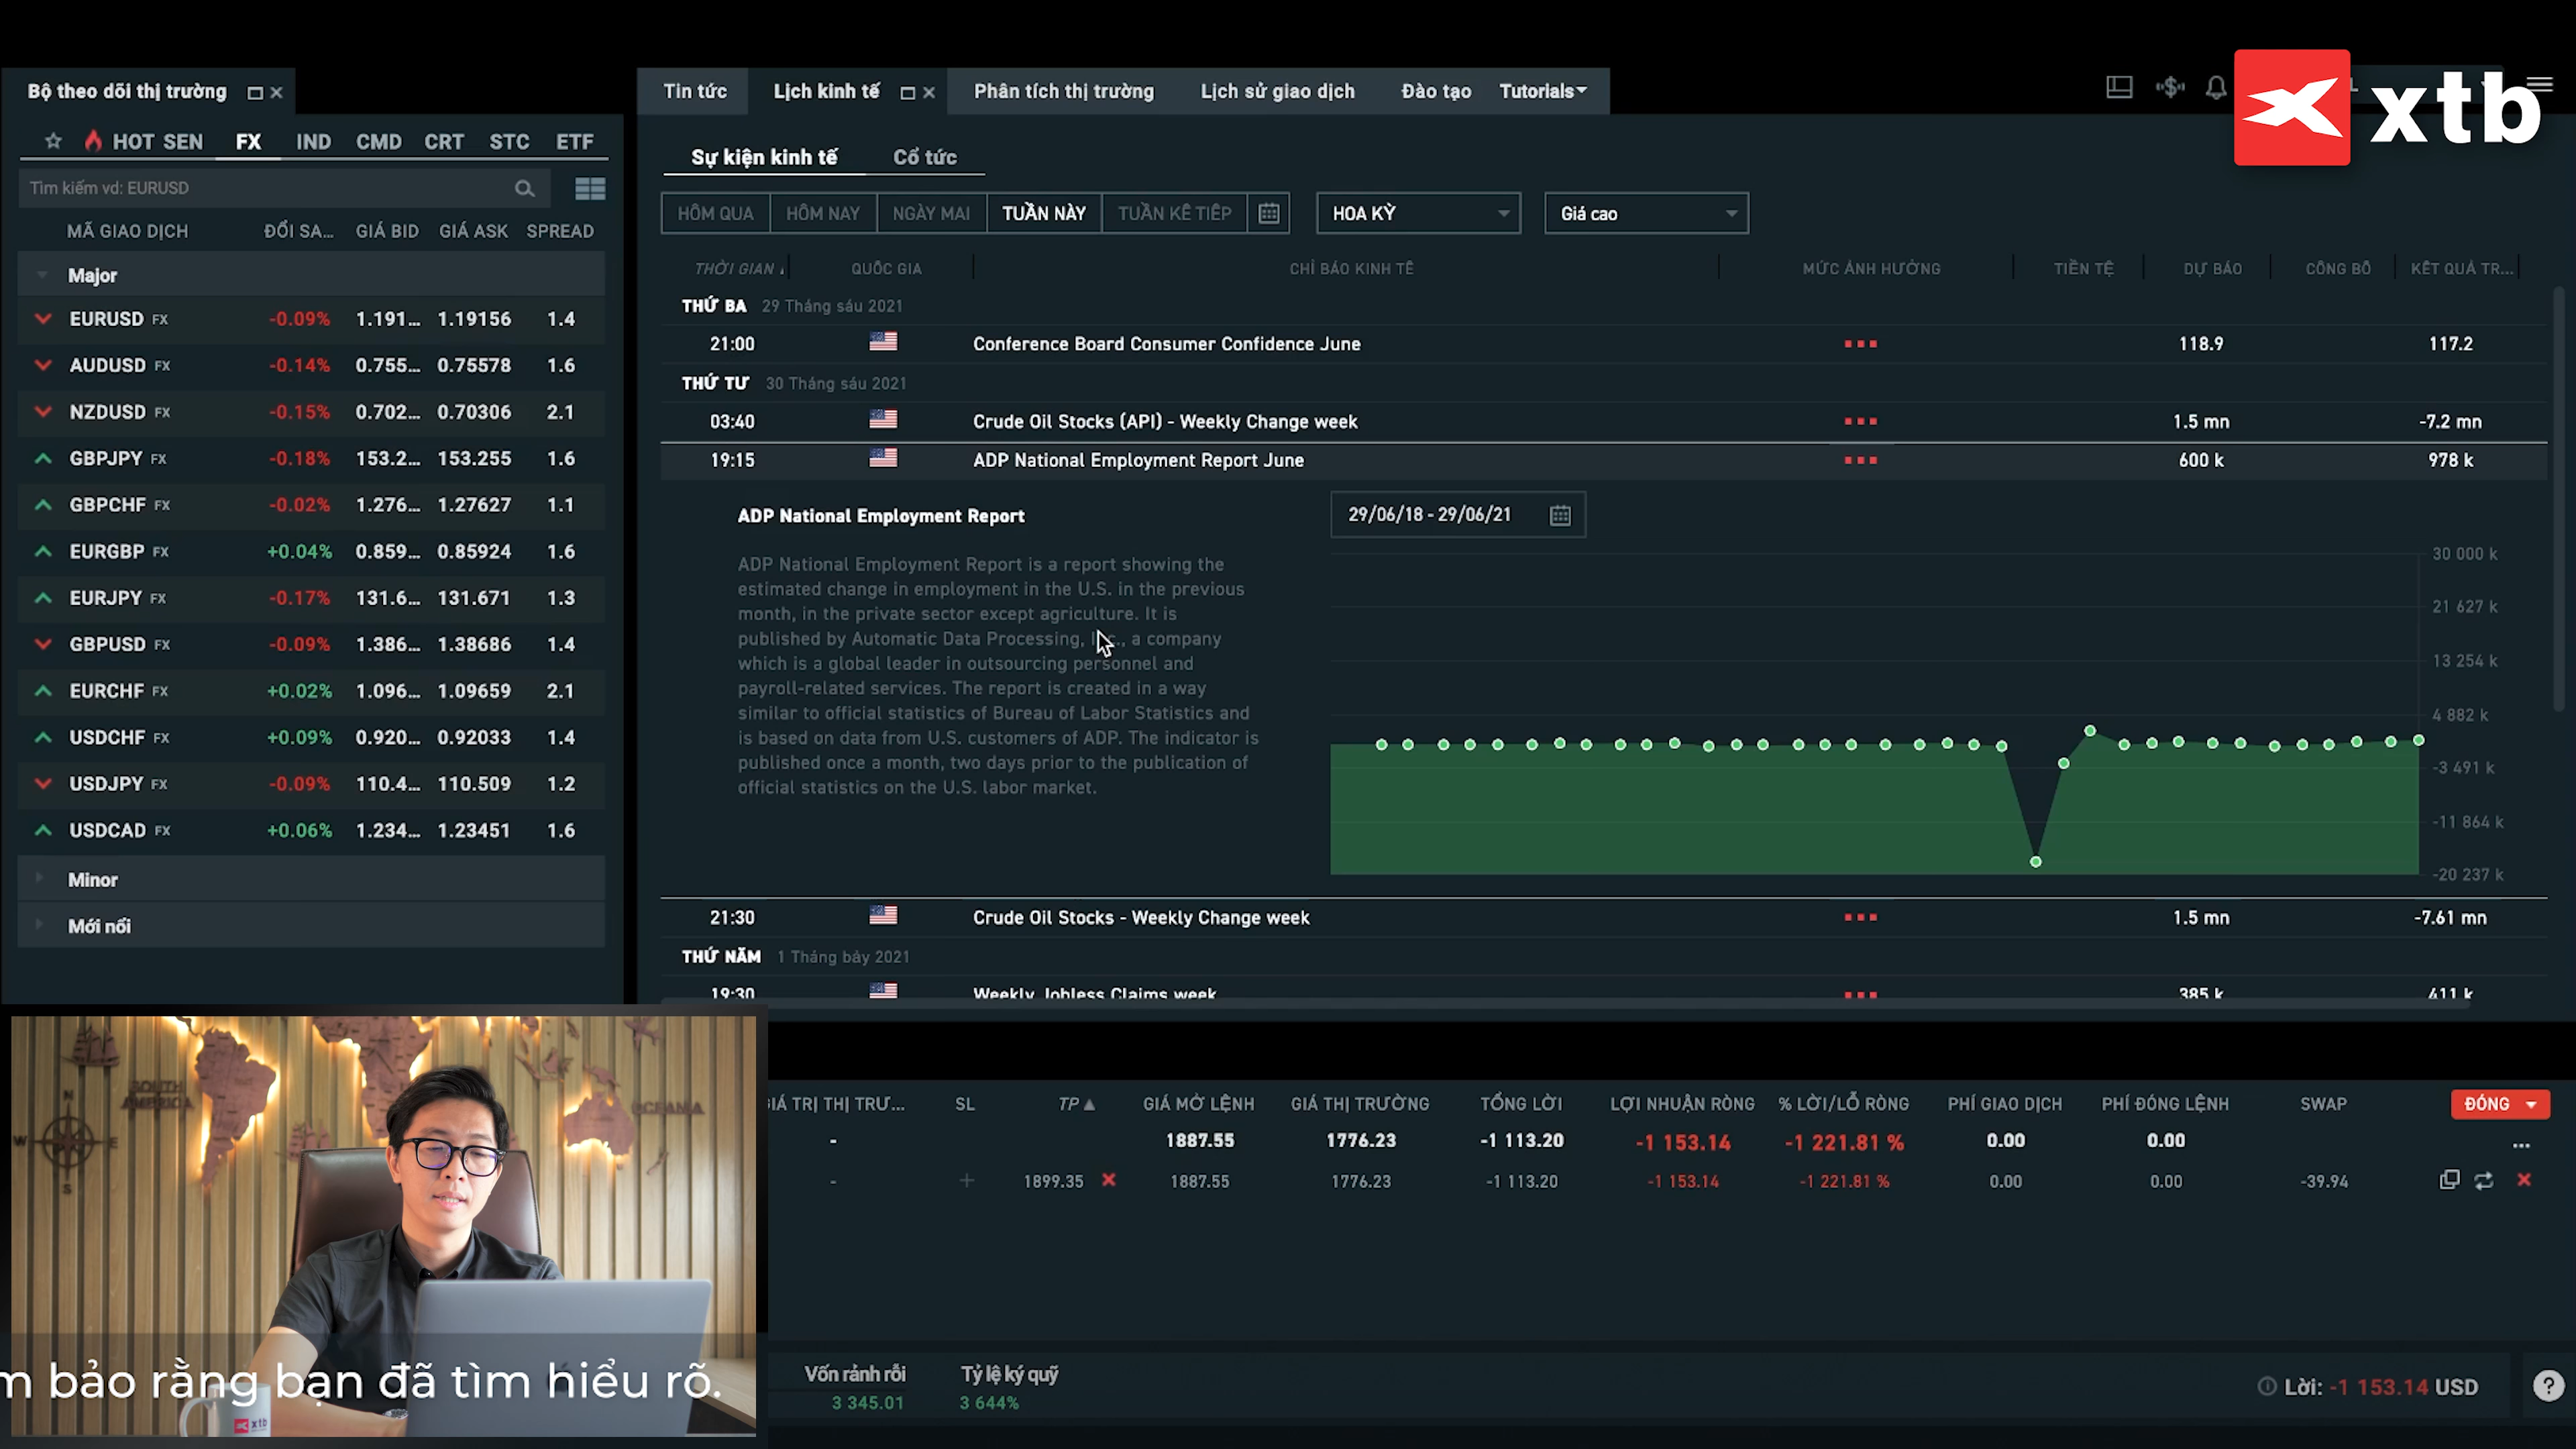 xtb
Bộ theo dõi thị trường
Tin tức
Lịch kinh tế
Phân tích thị trường
Lịch sử giao dịch
Đào tạo
Tutorials
HOT SEN FX IND CMD CRT STC ETF
Tìm kiếm vd: EURUSD
MÃ GIAO DỊCH ĐỔI SA... GIÁ BID GIÁ ASK SPREAD
Major
EURUSD FX -0.09% 1.191... 1.19156 1.4
AUDUSD FX -0.14% 0.755... 0.75578 1.6
NZDUSD FX -0.15% 0.702... 0.70306 2.1
GBPJPY FX -0.18% 153.2... 153.255 1.6
GBPCHF FX -0.02% 1.276... 1.27627 1.1
EURGBP FX +0.04% 0.859... 0.85924 1.6
EURJPY FX -0.17% 131.6... 131.671 1.3
GBPUSD FX -0.09% 1.386... 1.38686 1.4
EURCHF FX +0.02% 1.096... 1.09659 2.1
USDCHF FX +0.09% 0.920... 0.92033 1.4
USDJPY FX -0.09% 110.4... 110.509 1.2
USDCAD FX +0.06% 1.234... 1.23451 1.6
Minor
Mới nổi
Sự kiện kinh tế Cổ tức
HÔM QUA HÔM NAY NGÀY MAI TUẦN NÀY TUẦN KẾ TIẾP HOA KỲ Giá cao
THỜI GIAN QUỐC GIA CHỈ BÁO KINH TẾ MỨC ẢNH HƯỞNG TIỀN TỆ DỰ BÁO CÔNG BỐ KẾT QUẢ TR...
THỨ BA 29 Tháng sáu 2021
21:00 Conference Board Consumer Confidence June 118.9 117.2
THỨ TƯ 30 Tháng sáu 2021
03:40 Crude Oil Stocks (API) - Weekly Change week 1.5 mn -7.2 mn
19:15 ADP National Employment Report June 600 k 978 k
ADP National Employment Report
29/06/18 - 29/06/21
ADP National Employment Report is a report showing the
estimated change in employment in the U.S. in the previous
month, in the private sector except agriculture. It is
published by Automatic Data Processing, a company
which is a global leader in outsourcing personnel and
payroll-related services. The report is created in a way
similar to official statistics of Bureau of Labor Statistics and
is based on data from U.S. customers of ADP. The indicator is
published once a month, two days prior to the publication of
official statistics on the U.S. labor market.
30 000 k
21 627 k
13 254 k
4 882 k
-3 491 k
-11 864 k
-20 237 k
21:30 Crude Oil Stocks - Weekly Change week 1.5 mn -7.61 mn
THỨ NĂM 1 Tháng bảy 2021
19:30 Weekly Jobless Claims week 385 k 411 k
IÁ TRỊ THỊ TRƯ... SL TP GIÁ MỞ LỆNH GIÁ THỊ TRƯỜNG TỔNG LỜI LỢI NHUẬN RÒNG % LỜI/LỖ RÒNG PHÍ GIAO DỊCH PHÍ ĐÓNG LỆNH SWAP ĐÓNG
- 1887.55 1776.23 -1 113.20 -1 153.14 -1 221.81 % 0.00 0.00 ...
- + 1899.35 1887.55 1776.23 -1 113.20 -1 153.14 -1 221.81 % 0.00 0.00 -39.94
SOUTH
AMERICA
OCEANIA
N
W E
S
m bảo rằng bạn đã tìm hiểu rõ.
xtb
Vốn rảnh rỗi Tỷ lệ ký quỹ
3 345.01 3 644%
Lời: -1 153.14 USD
?